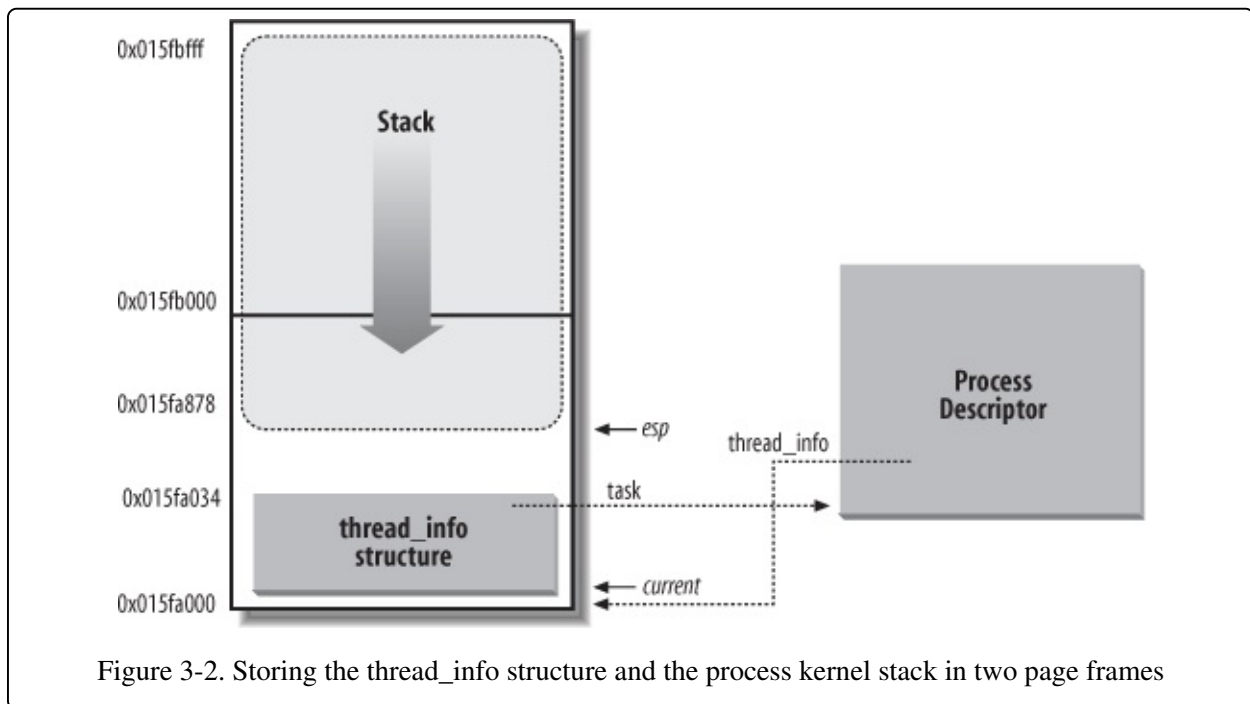 0x015fbfff
Stack
0x015fb000
0x015fa878
esp
Process
Descriptor
thread_info
0x015fa034
task
thread_info
structure
current
0x015fa000
Figure 3-2. Storing the thread_info structure and the process kernel stack in two page frames